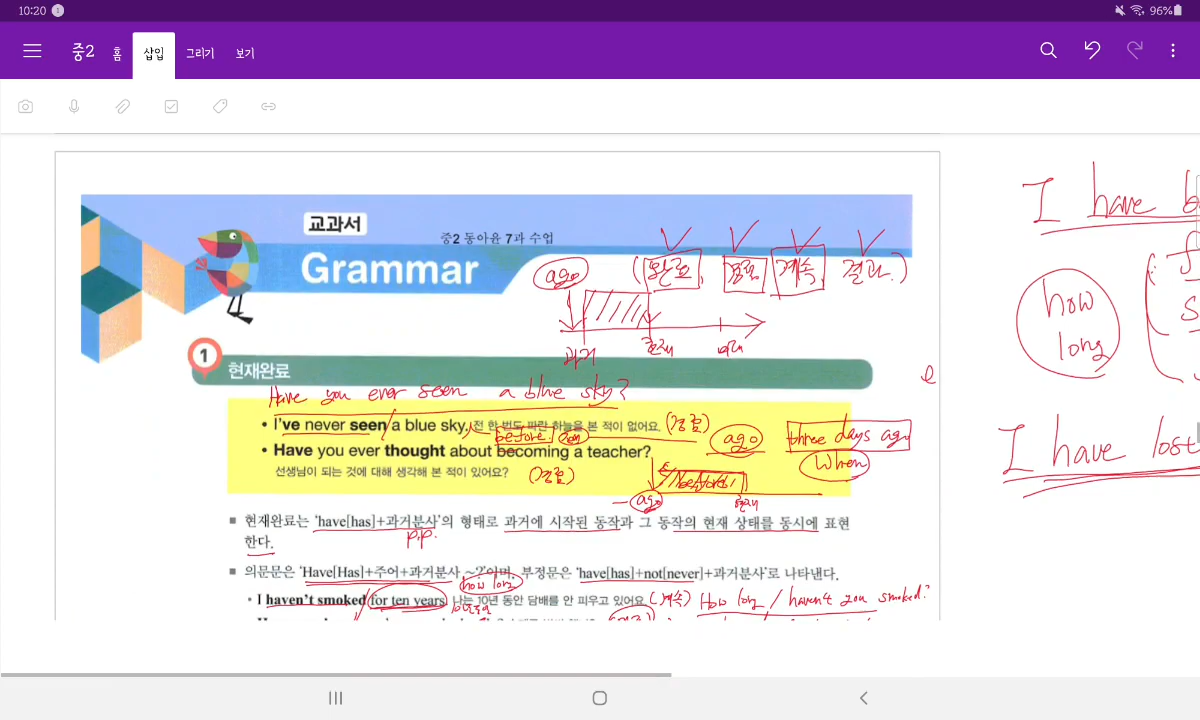 10:20 1 96%
중2 홈 삽입 그리기 보기
교과서
중2 동아윤 7과 수업
Grammar
ago (완료, 경험, 계속, 결과.)
과거 현재 미래
1 현재완료
Have you ever seen a blue sky?
• I've never seen / a blue sky. 전 한 번도 파란 하늘을 본 적이 없어요. (경험)
before.
ago three days ago
• Have you ever thought about becoming a teacher?
when
선생님이 되는 것에 대해 생각해 본 적이 있어요? (경험)
before
ago 현재
■ 현재완료는 'have[has]+과거분사'의 형태로 과거에 시작된 동작과 그 동작의 현재 상태를 동시에 표현
한다.
p.p.
■ 의문문은 'Have[Has]+주어+과거분사 ~?'이며, 부정문은 'have[has]+not[never]+과거분사'로 나타낸다.
how long
• I haven't smoked / for ten years 나는 10년 동안 담배를 안 피우고 있어요. (계속) How long / haven't you smoked?
10년동안
I have
how
long
e
I have lost